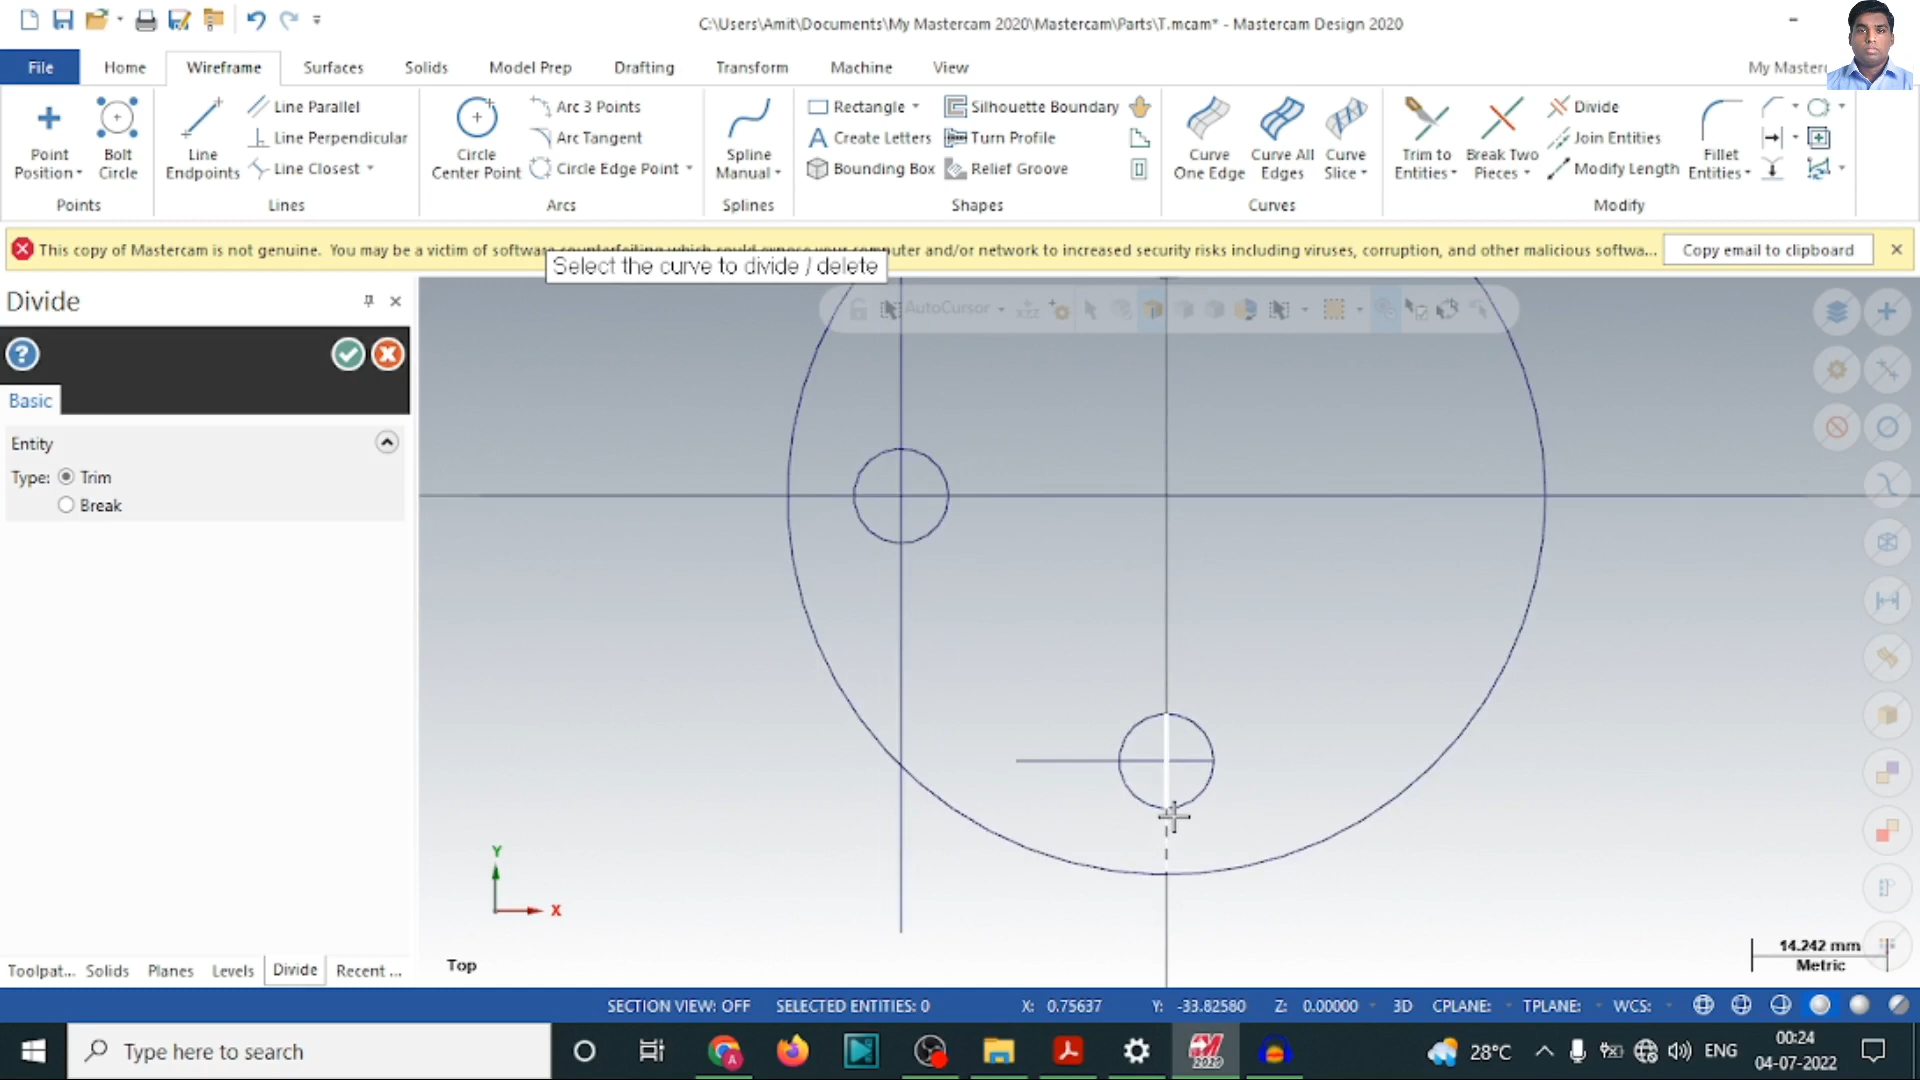 C:\Users\Amit\Documents\My Mastercam 2020\Mastercam\Parts\T.mcam* - Mastercam Design 2020
File Home Wireframe Surfaces Solids Model Prep Drafting Transform Machine View My Masterc
Point Position
Bolt Circle
Points
Line Endpoints
Line Parallel
Line Perpendicular
Line Closest
Lines
Circle Center Point
Arc 3 Points
Arc Tangent
Circle Edge Point
Arcs
Spline Manual
Splines
Rectangle
Create Letters
Bounding Box
Silhouette Boundary
Turn Profile
Relief Groove
Shapes
Curve One Edge
Curve All Edges
Curve Slice
Curves
Trim to Entities
Break Two Pieces
Divide
Join Entities
Modify Length
Fillet Entities
Modify
This copy of Mastercam is not genuine. You may be a victim of software counterfeiting which could expose your computer and/or network to increased security risks including viruses, corruption, and other malicious softwa...
Copy email to clipboard
Select the curve to divide / delete
Divide
AutoCursor
Basic
Entity
Type: Trim
Break
Y
X
Top
14.242 mm
Metric
Toolpat... Solids Planes Levels Divide Recent ...
SECTION VIEW: OFF SELECTED ENTITIES: 0 X: 0.75637 Y: -33.82580 Z: 0.00000 3D CPLANE: TPLANE: WCS:
Type here to search
2020
28°C
ENG
00:24
04-07-2022